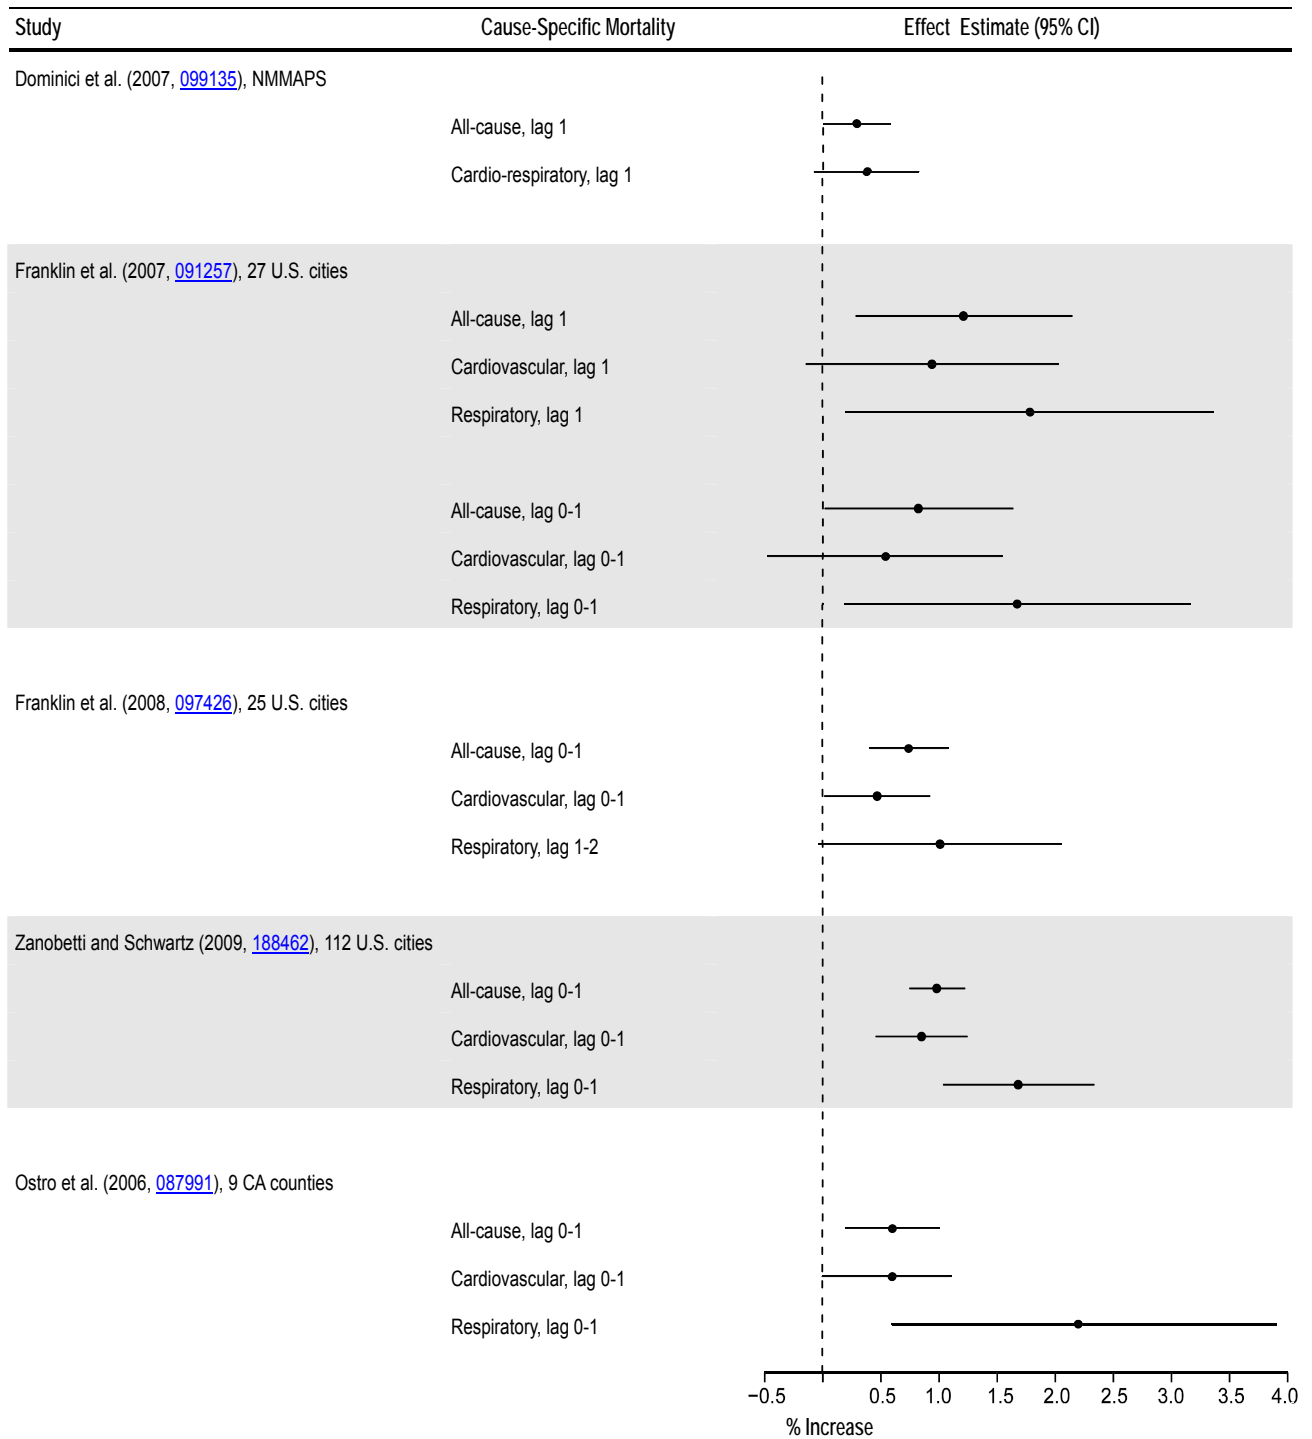 Study Cause-Specific Mortality Effect Estimate (95% CI)
Dominici et al. (2007, 099135), NMMAPS
All-cause, lag 1
Cardio-respiratory, lag 1
Franklin et al. (2007, 091257), 27 U.S. cities
All-cause, lag 1
Cardiovascular, lag 1
Respiratory, lag 1
All-cause, lag 0-1
Cardiovascular, lag 0-1
Respiratory, lag 0-1
Franklin et al. (2008, 097426), 25 U.S. cities
All-cause, lag 0-1
Cardiovascular, lag 0-1
Respiratory, lag 1-2
Zanobetti and Schwartz (2009, 188462), 112 U.S. cities
All-cause, lag 0-1
Cardiovascular, lag 0-1
Respiratory, lag 0-1
Ostro et al. (2006, 087991), 9 CA counties
All-cause, lag 0-1
Cardiovascular, lag 0-1
Respiratory, lag 0-1
−0.5 0.5 1.0 1.5 2.0 2.5 3.0 3.5 4.0
% Increase